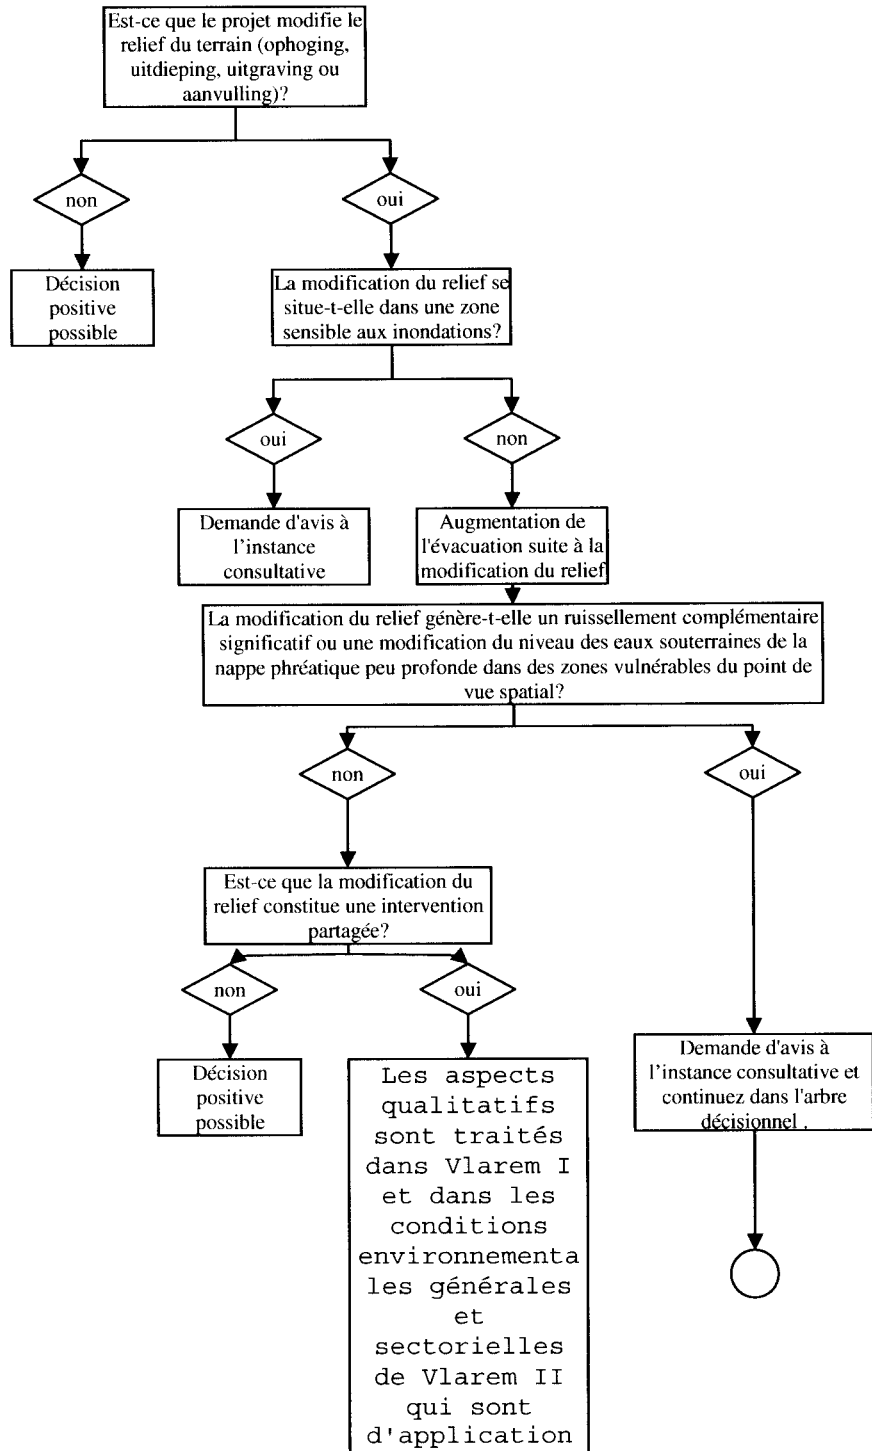 Est-ce que le projet modifie le
relief du terrain (ophoging,
uitdieping, uitgraving ou
aanvulling)?
non
oui
Décision
positive
possible
La modification du relief se
situe-t-elle dans une zone
sensible aux inondations?
oui
non
Demande d'avis à
l'instance
consultative
Augmentation de
l'évacuation suite à la
modification du relief
La modification du relief génère-t-elle un ruissellement complémentaire
significatif ou une modification du niveau des eaux souterraines de la
nappe phréatique peu profonde dans des zones vulnérables du point de
vue spatial?
non
oui
Est-ce que la modification du
relief constitue une intervention
partagée?
non
oui
Décision
positive
possible
Les aspects
qualitatifs
sont traités
dans Vlarem I
et dans les
conditions
environnementa
les générales
et
sectorielles
de Vlarem II
qui sont
d'application
Demande d'avis à
l'instance consultative et
continuez dans l'arbre
décisionnel .